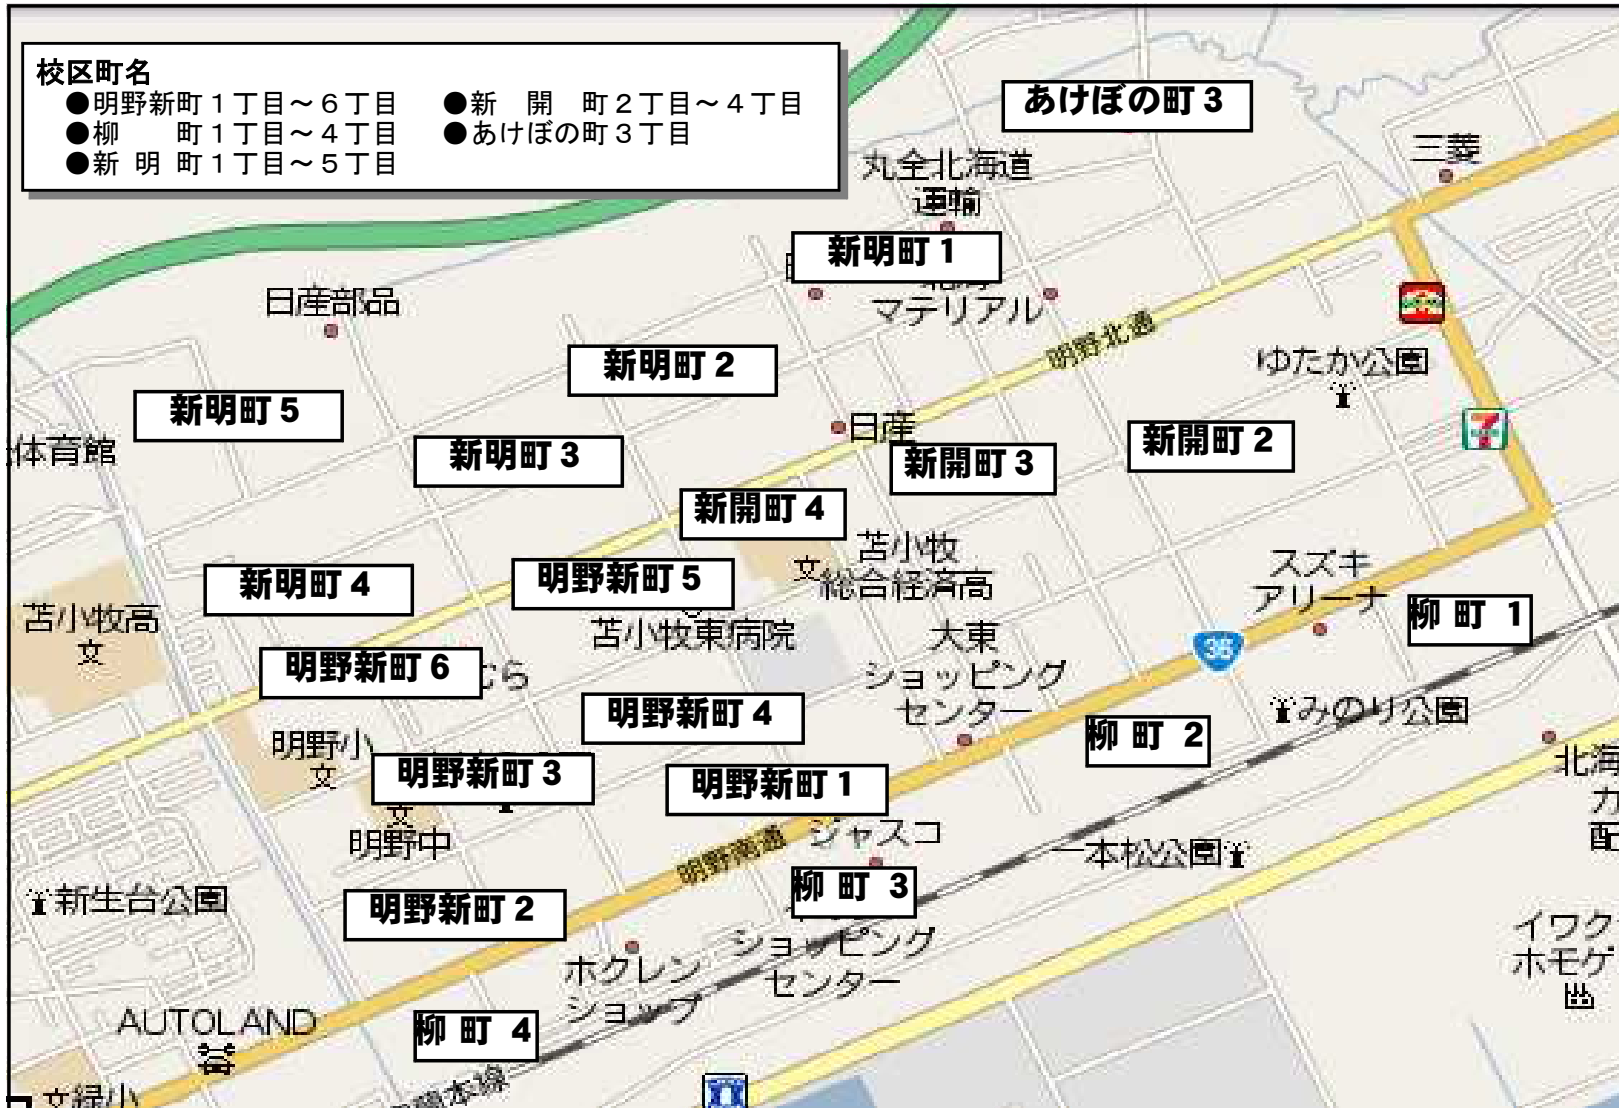 校区町名
●明野新町１丁目～６丁目　●新　開　町２丁目～４丁目
●柳　　町１丁目～４丁目　●あけぼの町３丁目
●新 明 町１丁目～５丁目
あけぼの町３
三菱
丸全北海道
運輸
新明町１
マテリアル
日産部品
明野北通
新明町２
ゆたか公園
新明町５
日産
新開町２
体育館
新明町３
新開町３
新開町４
苫小牧
総合経済高
文
新明町４
明野新町５
スズキ
アリーナ
苫小牧高
文
苫小牧東病院
大東
ショッピング
センター
柳 町 １
38
明野新町６
むら
みのり公園
明野新町４
柳 町 ２
明野小
文
明野新町３
明野新町１
北海
カ
配
文
明野中
明野南通
ジャスコ
一本松公園
新生台公園
柳 町 ３
明野新町２
ショッピング
センター
イワク
ホモゲ
ホクレン
ショップ
AUTOLAND
柳 町 ４
本線
文緑小